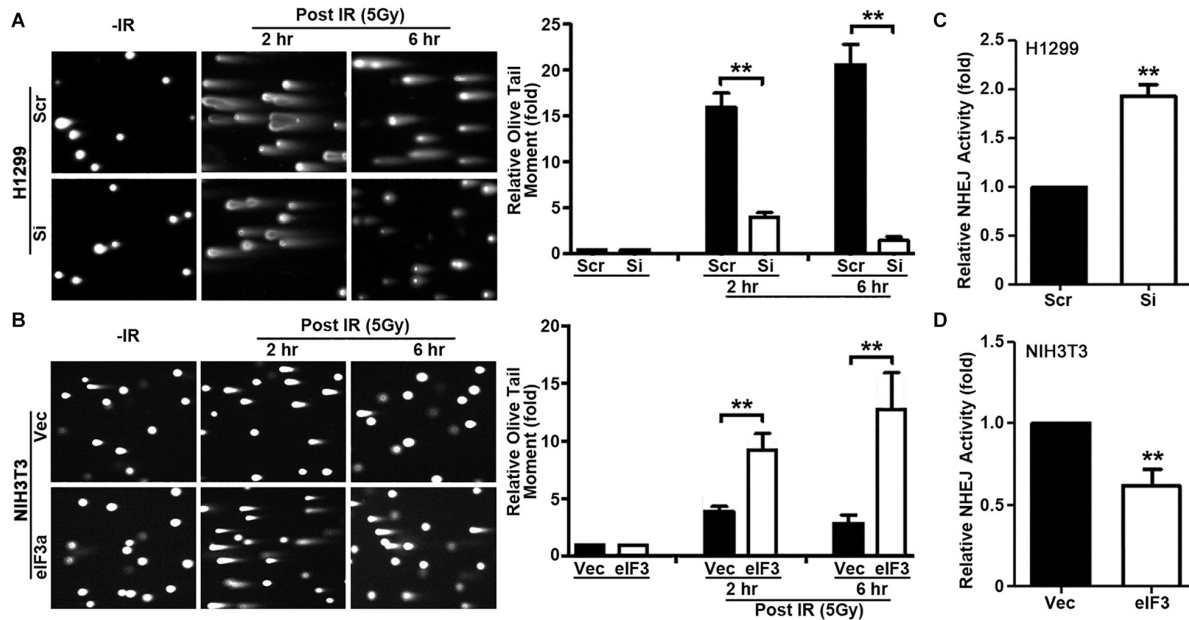 A
Post IR (5Gy)
-IR
2 hr
6 hr
H1299
Scr
Si
Relative Olive Tail
Moment (fold)
25
20
15
10
5
0
**
**
Scr Si
Scr Si
Scr Si
2 hr
6 hr
B
Post IR (5Gy)
-IR
2 hr
6 hr
NIH3T3
Vec
eIF3a
Relative Olive Tail
Moment (fold)
20
15
10
5
0
**
**
Vec eIF3
Vec eIF3
Vec eIF3
2 hr
6 hr
Post IR (5Gy)
C
Relative NHEJ Activity (fold)
2.5
2.0
1.5
1.0
0.5
0
H1299
**
Scr
Si
D
Relative NHEJ Activity (fold)
1.5
1.0
0.5
0
NIH3T3
**
Vec
eIF3